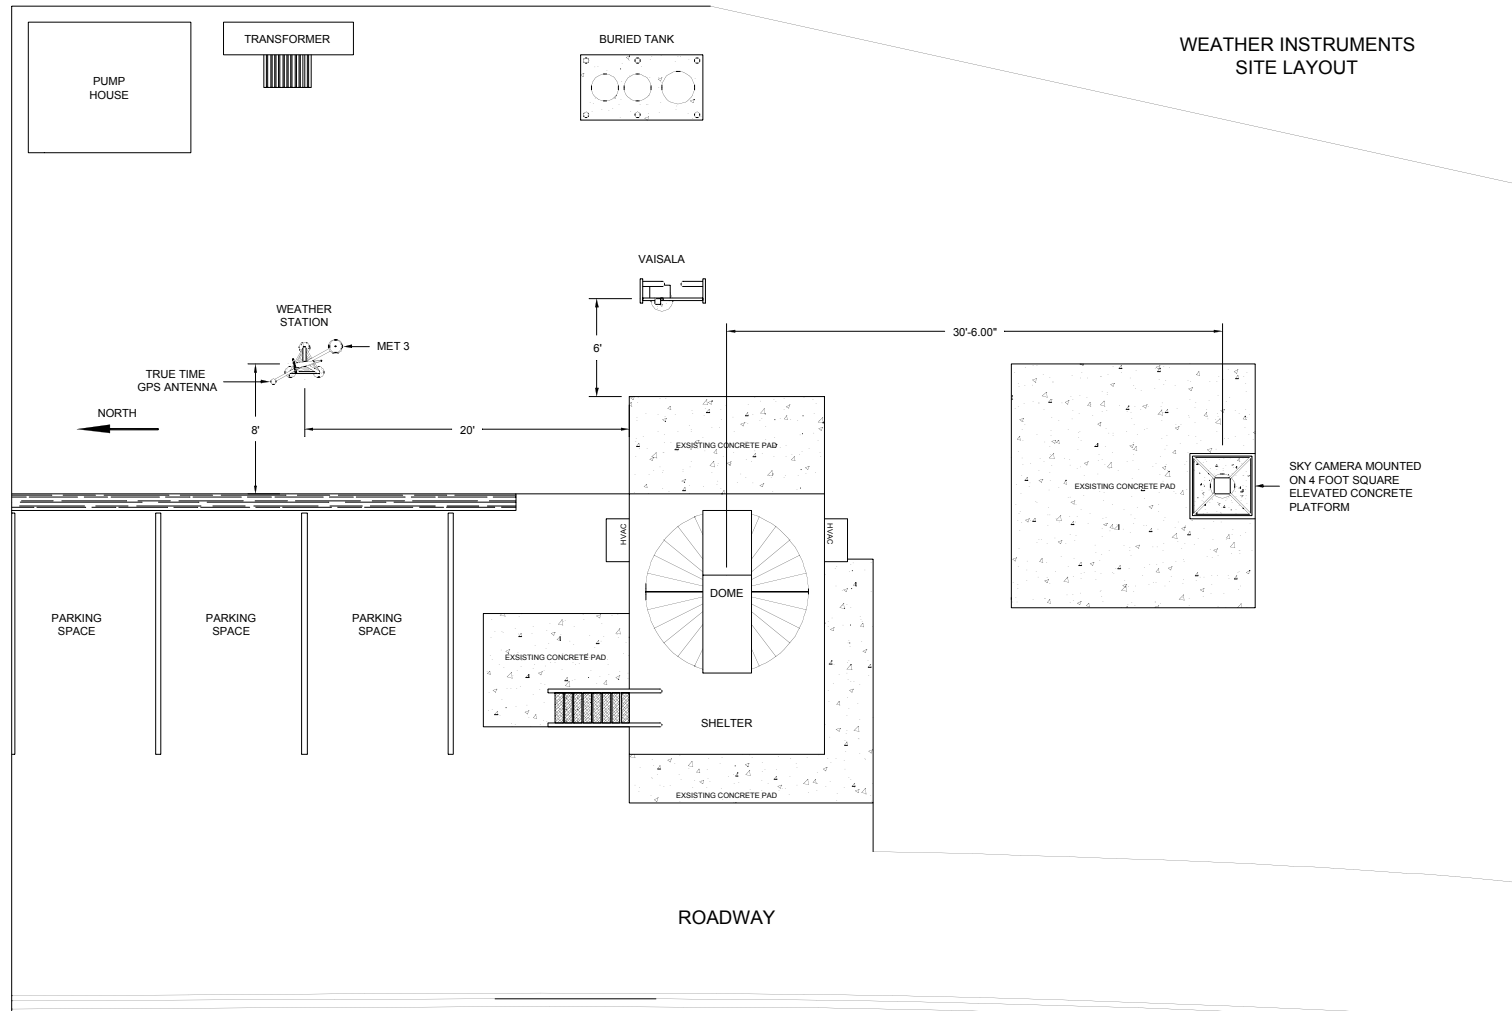 WEATHER INSTRUMENTS
SITE LAYOUT
TRANSFORMER
BURIED TANK
PUMP
HOUSE
VAISALA
WEATHER
STATION
30'-6.00"
MET 3
6'
TRUE TIME
GPS ANTENNA
NORTH
8'
20'
EXSISTING CONCRETE PAD
EXSISTING CONCRETE PAD
SKY CAMERA MOUNTED
ON 4 FOOT SQUARE
ELEVATED CONCRETE
PLATFORM
HVAC
HVAC
DOME
PARKING
SPACE
PARKING
SPACE
PARKING
SPACE
EXSISTING CONCRETE PAD
SHELTER
EXSISTING CONCRETE PAD
ROADWAY